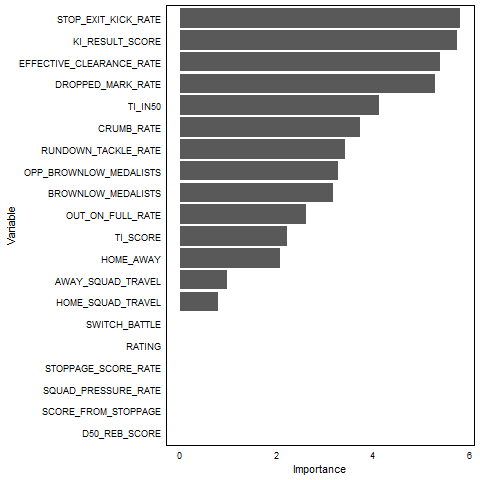 STOP_EXIT_KICK_RATE
KI_RESULT_SCORE
EFFECTIVE_CLEARANCE_RATE
DROPPED_MARK_RATE
TI_IN50
CRUMB_RATE
RUNDOWN_TACKLE_RATE
OPP_BROWNLOW_MEDALISTS
BROWNLOW_MEDALISTS
OUT_ON_FULL_RATE
TI_SCORE
HOME_AWAY
AWAY_SQUAD_TRAVEL
HOME_SQUAD_TRAVEL
SWITCH_BATTLE
RATING
STOPPAGE_SCORE_RATE
SQUAD_PRESSURE_RATE
SCORE_FROM_STOPPAGE
D50_REB_SCORE
Variable
0 2 4 6
Importance